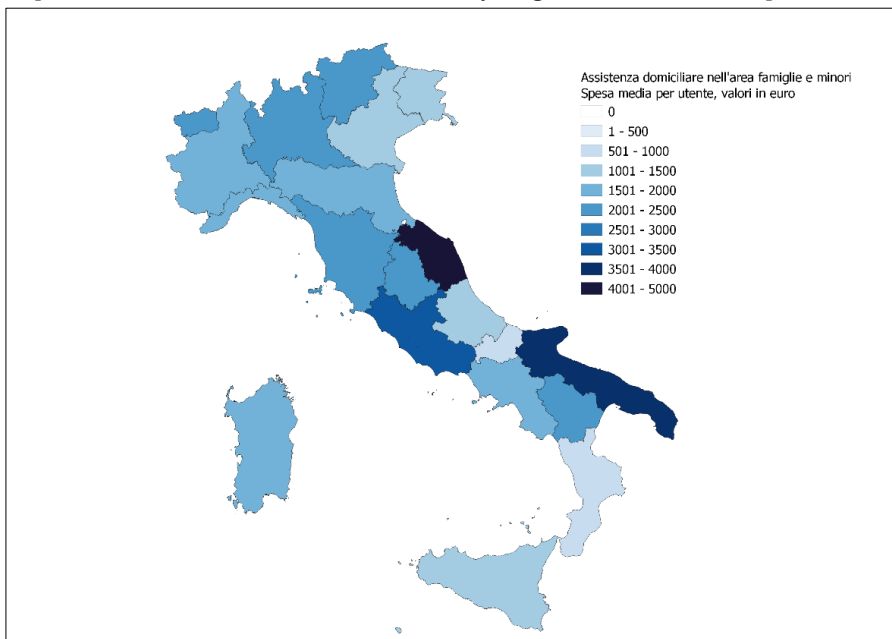 Assistenza domiciliare nell'area famiglie e minori
Spesa media per utente, valori in euro
0
1 - 500
501 - 1000
1001 - 1500
1501 - 2000
2001 - 2500
2501 - 3000
3001 - 3500
3501 - 4000
4001 - 5000